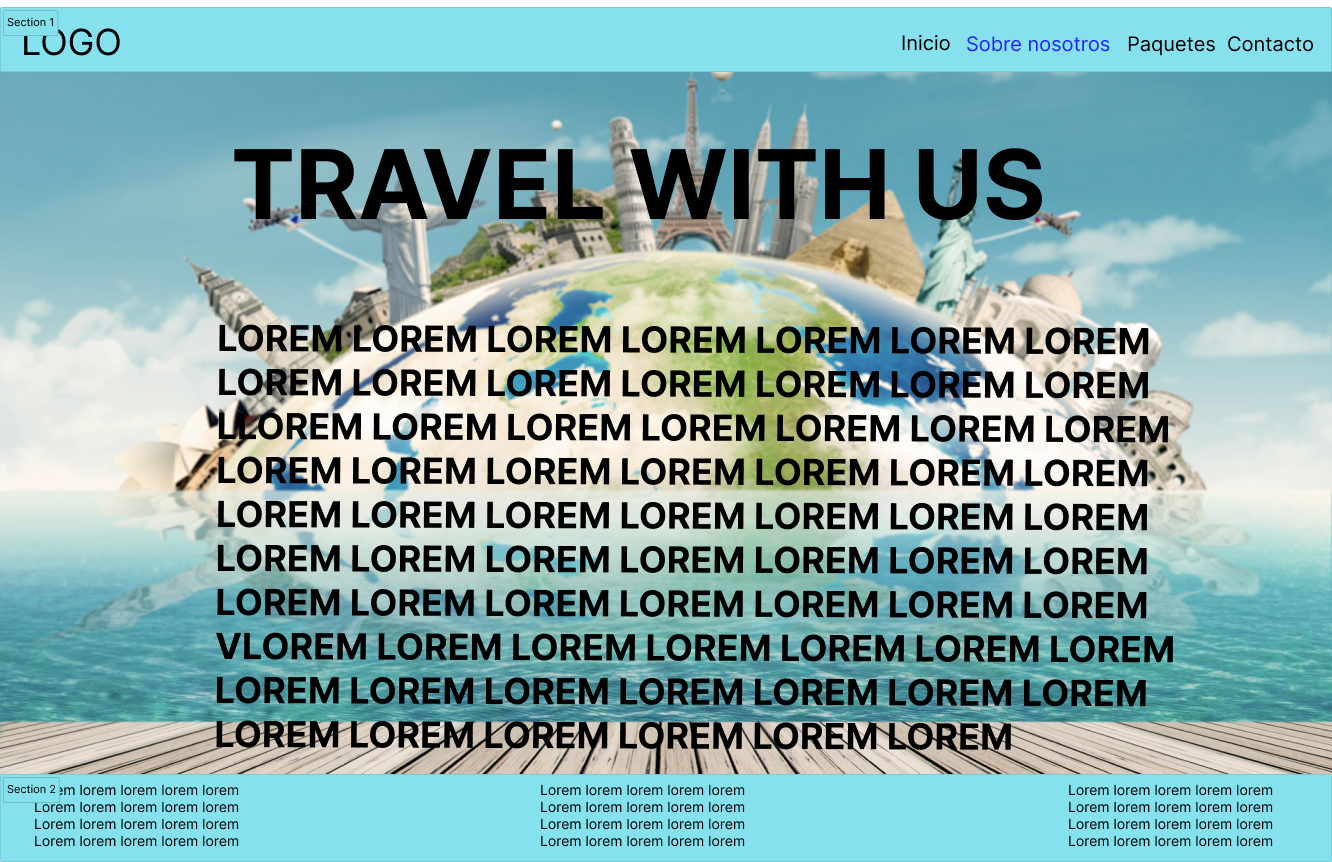 Section 1
LOGO
Inicio Sobre nosotros Paquetes Contacto
TRAVEL WITH US
LOREM LOREM LOREM LOREM LOREM LOREM LOREM
LOREM LOREM LOREM LOREM LOREM LOREM LOREM
LLOREM LOREM LOREM LOREM LOREM LOREM LOREM
LOREM LOREM LOREM LOREM LOREM LOREM LOREM
LOREM LOREM LOREM LOREM LOREM LOREM LOREM
LOREM LOREM LOREM LOREM LOREM LOREM LOREM
LOREM LOREM LOREM LOREM LOREM LOREM LOREM
VLOREM LOREM LOREM LOREM LOREM LOREM LOREM
LOREM LOREM LOREM LOREM LOREM LOREM LOREM
LOREM LOREM LOREM LOREM LOREM LOREM
Section 2
lorem lorem lorem lorem
Lorem lorem lorem lorem lorem
Lorem lorem lorem lorem lorem
Lorem lorem lorem lorem lorem
Lorem lorem lorem lorem lorem
Lorem lorem lorem lorem lorem
Lorem lorem lorem lorem lorem
Lorem lorem lorem lorem lorem
Lorem lorem lorem lorem lorem
Lorem lorem lorem lorem lorem
Lorem lorem lorem lorem lorem
Lorem lorem lorem lorem lorem